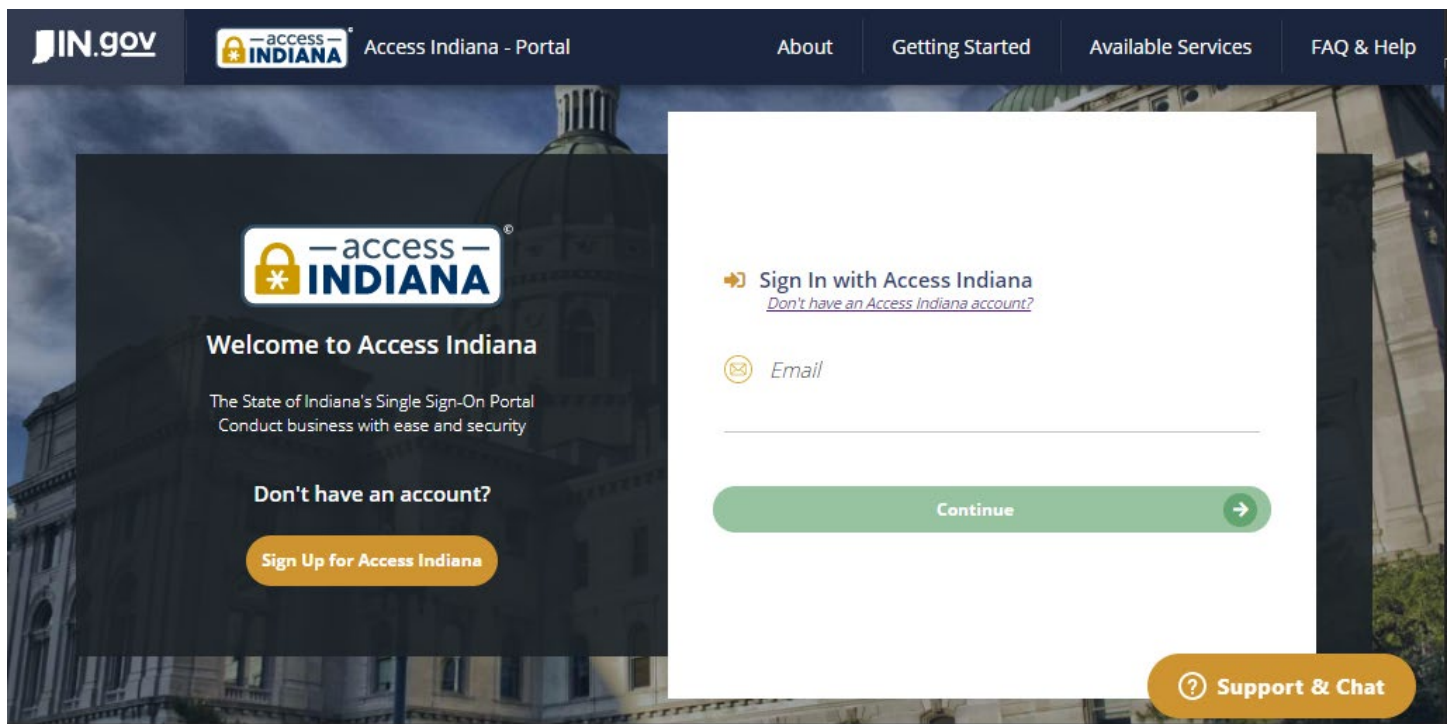 IN.gov
access
INDIANA
©
Access Indiana - Portal
About
Getting Started
Available Services
FAQ & Help
access
INDIANA
©
Welcome to Access Indiana
The State of Indiana's Single Sign-On Portal
Conduct business with ease and security
Don't have an account?
Sign Up for Access Indiana
Sign In with Access Indiana
Don't have an Access Indiana account?
Email
Continue
Support & Chat